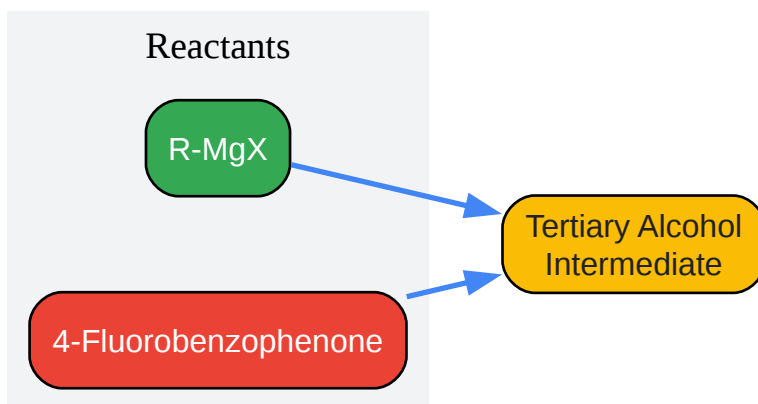 Reactants
R-MgX
Tertiary Alcohol
Intermediate
4-Fluorobenzophenone